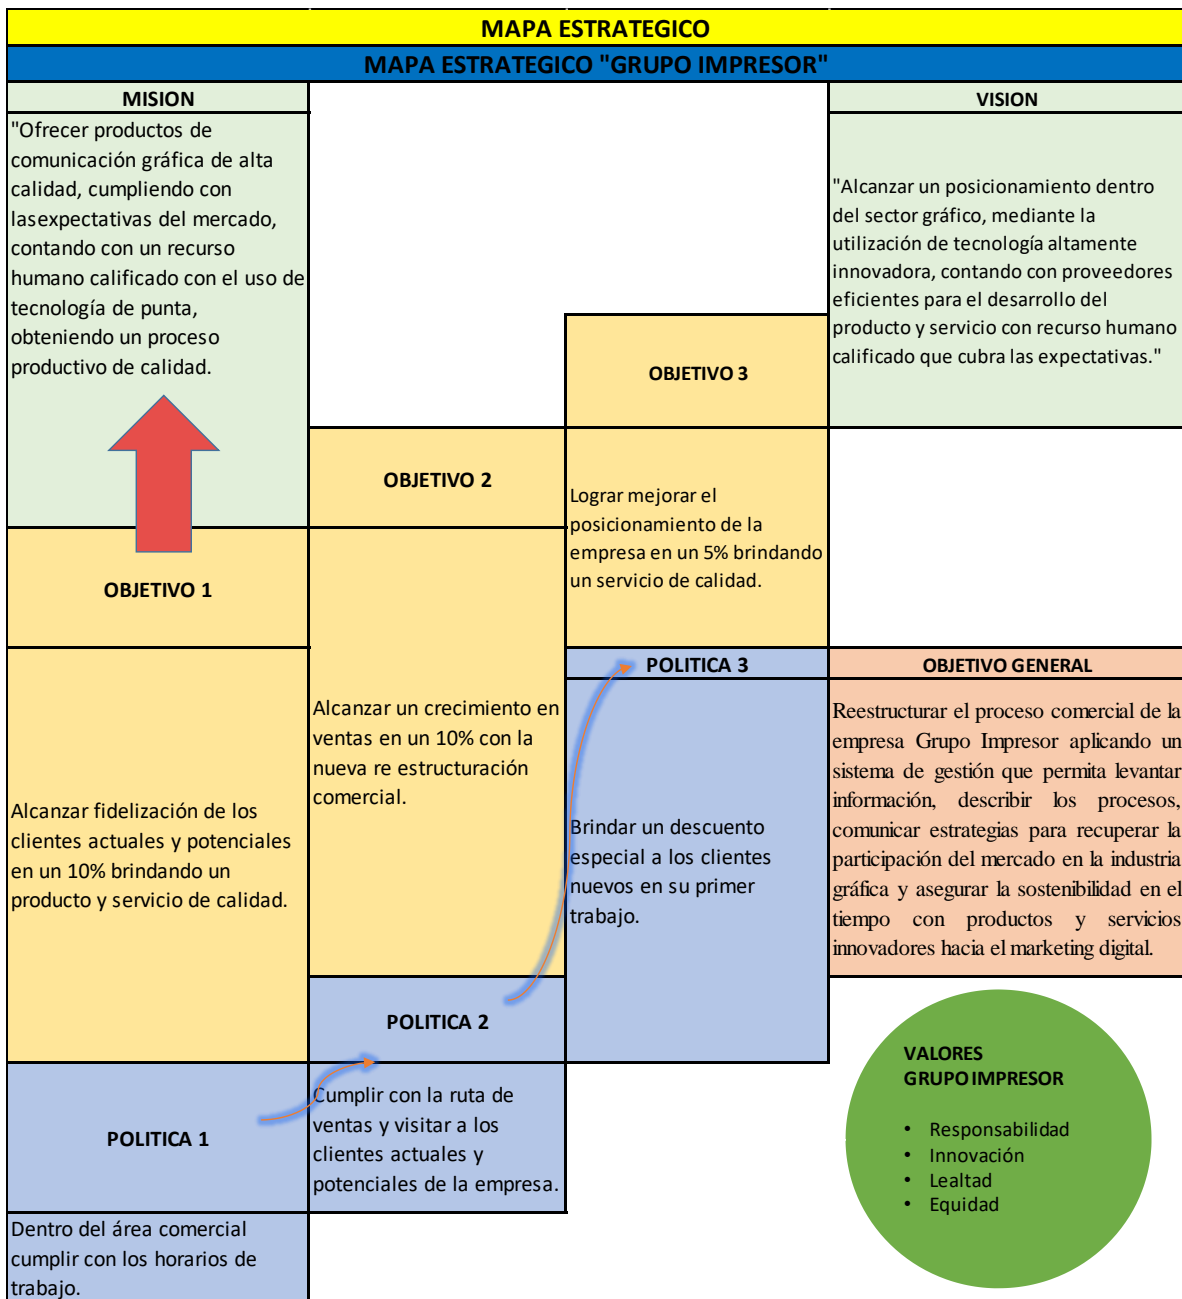 MAPA ESTRATEGICO
MAPA ESTRATEGICO "GRUPO IMPRESOR"
MISION
"Ofrecer productos de
comunicación gráfica de alta
calidad, cumpliendo con
lasexpectativas del mercado,
contando con un recurso
humano calificado con el uso de
tecnología de punta,
obteniendo un proceso
productivo de calidad.
VISION
"Alcanzar un posicionamiento dentro
del sector gráfico, mediante la
utilización de tecnología altamente
innovadora, contando con proveedores
eficientes para el desarrollo del
producto y servicio con recurso humano
calificado que cubra las expectativas."
OBJETIVO 1
Alcanzar fidelización de los
clientes actuales y potenciales
en un 10% brindando un
producto y servicio de calidad.
OBJETIVO 2
Alcanzar un crecimiento en
ventas en un 10% con la
nueva re estructuración
comercial.
OBJETIVO 3
Lograr mejorar el
posicionamiento de la
empresa en un 5% brindando
un servicio de calidad.
POLITICA 1
Dentro del área comercial
cumplir con los horarios de
trabajo.
POLITICA 2
Cumplir con la ruta de
ventas y visitar a los
clientes actuales y
potenciales de la empresa.
POLITICA 3
Brindar un descuento
especial a los clientes
nuevos en su primer
trabajo.
OBJETIVO GENERAL
Reestructurar el proceso comercial de la
empresa Grupo Impresor aplicando un
sistema de gestión que permita levantar
información, describir los procesos,
comunicar estrategias para recuperar la
participación del mercado en la industria
gráfica y asegurar la sostenibilidad en el
tiempo con productos y servicios
innovadores hacia el marketing digital.
VALORES
GRUPO IMPRESOR
• Responsabilidad
• Innovación
• Lealtad
• Equidad